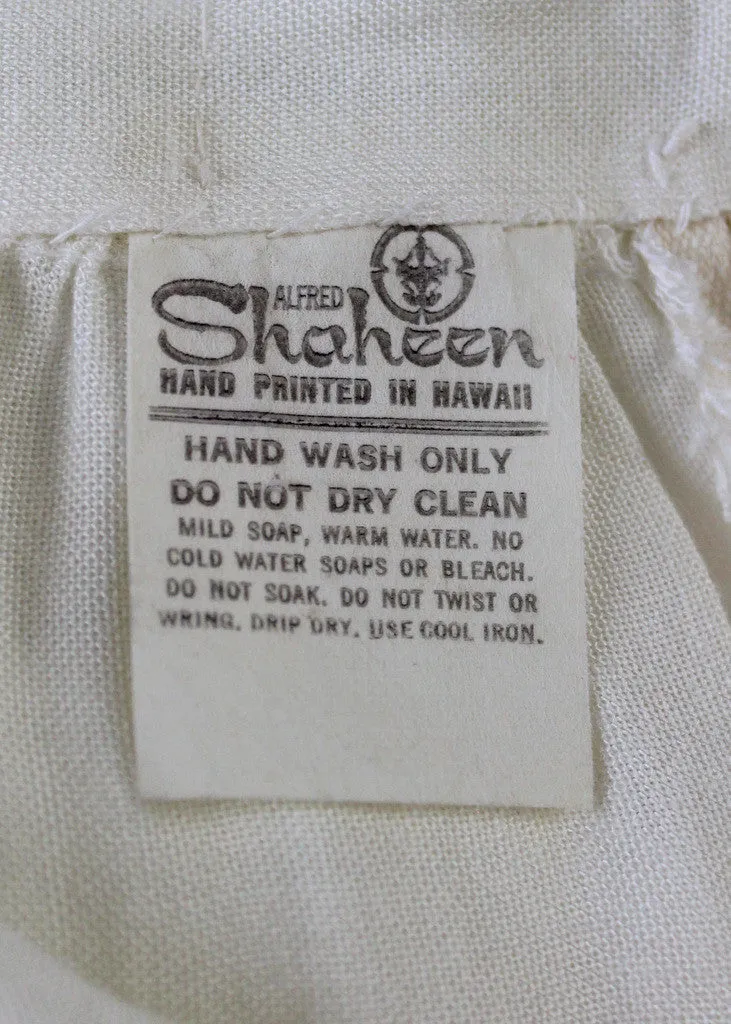 ALFRED
Shaheen
HAND PRINTED IN HAWAII
HAND WASH ONLY
DO NOT DRY CLEAN
MILD SOAP, WARM WATER. NO
COLD WATER SOAPS OR BLEACH.
DO NOT SOAK. DO NOT TWIST OR
WRING. DRIP DRY. USE COOL IRON.